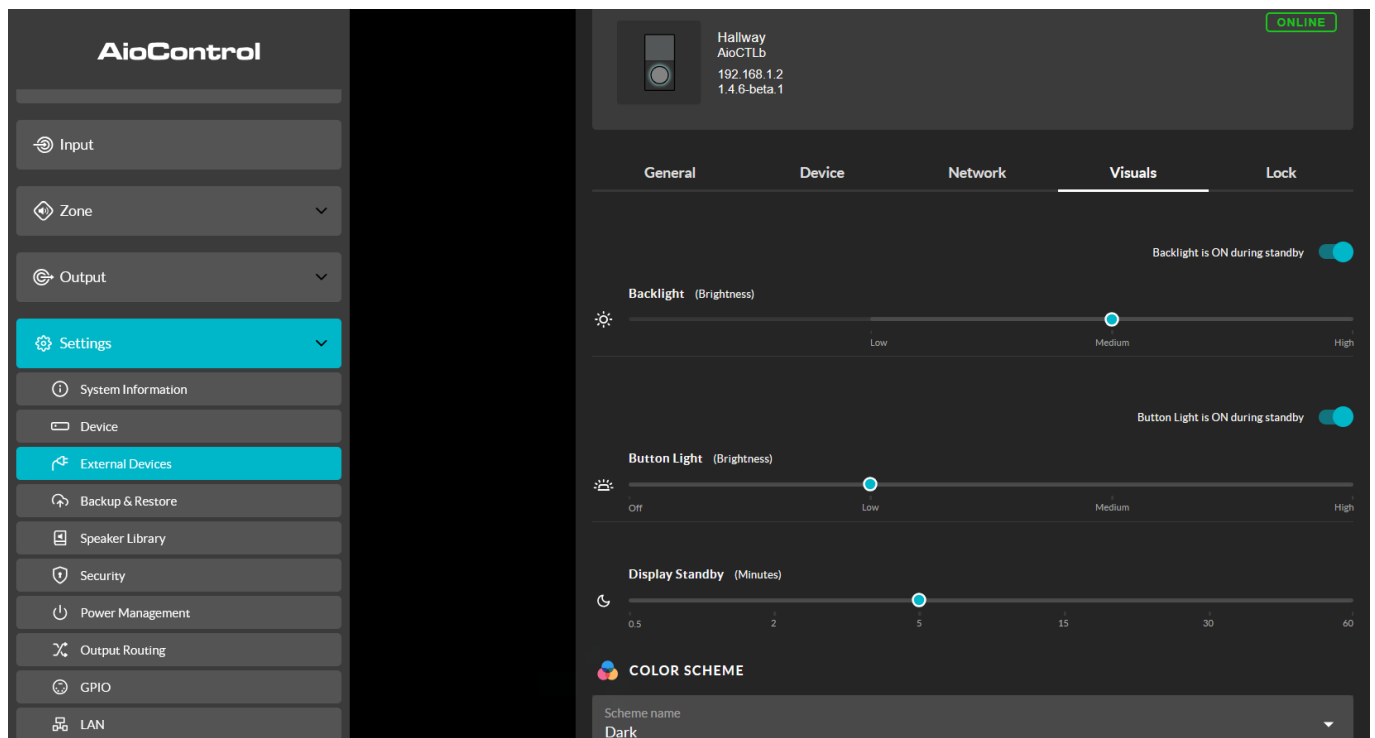 AioControl
Input
Zone
Output
Settings
System Information
Device
External Devices
Backup & Restore
Speaker Library
Security
Power Management
Output Routing
GPIO
LAN
ONLINE
Hallway
AioCTLb
192.168.1.2
1.4.6-beta.1
General Device Network Visuals Lock
Backlight is ON during standby
Backlight (Brightness)
Low Medium High
Button Light is ON during standby
Button Light (Brightness)
Off Low Medium High
Display Standby (Minutes)
0.5 2 5 15 30 60
COLOR SCHEME
Scheme name
Dark